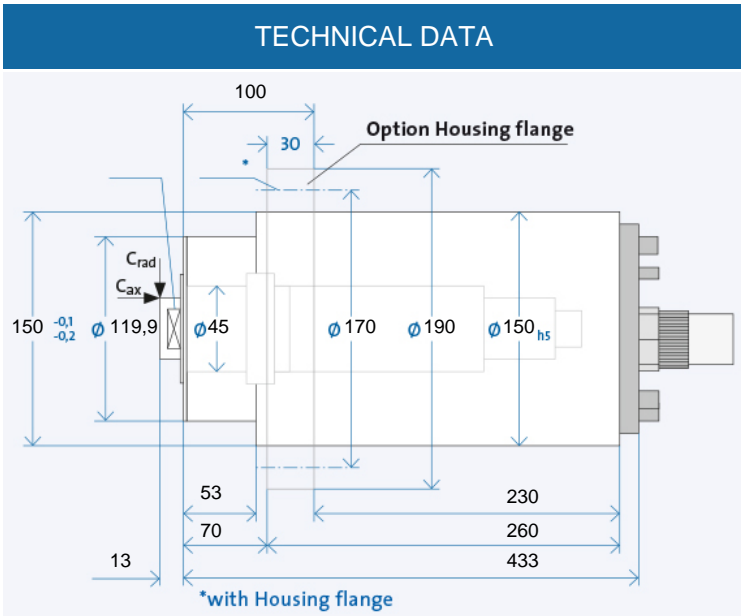 TECHNICAL DATA
100
30
Option Housing flange
*
Crad
Cax
150 -0,1 -0,2
Ø 119,9
Ø45
Ø 170
Ø 190
Ø 150 h5
53
230
70
260
13
433
*with Housing flange